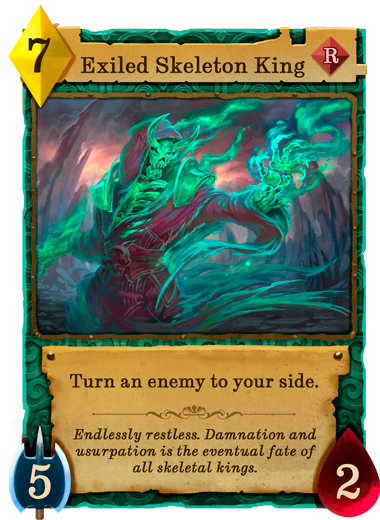 7
Exiled Skeleton King
R
Turn an enemy to your side.
Endlessly restless. Damnation and
usurpation is the eventual fate of
all skeletal kings.
5
2